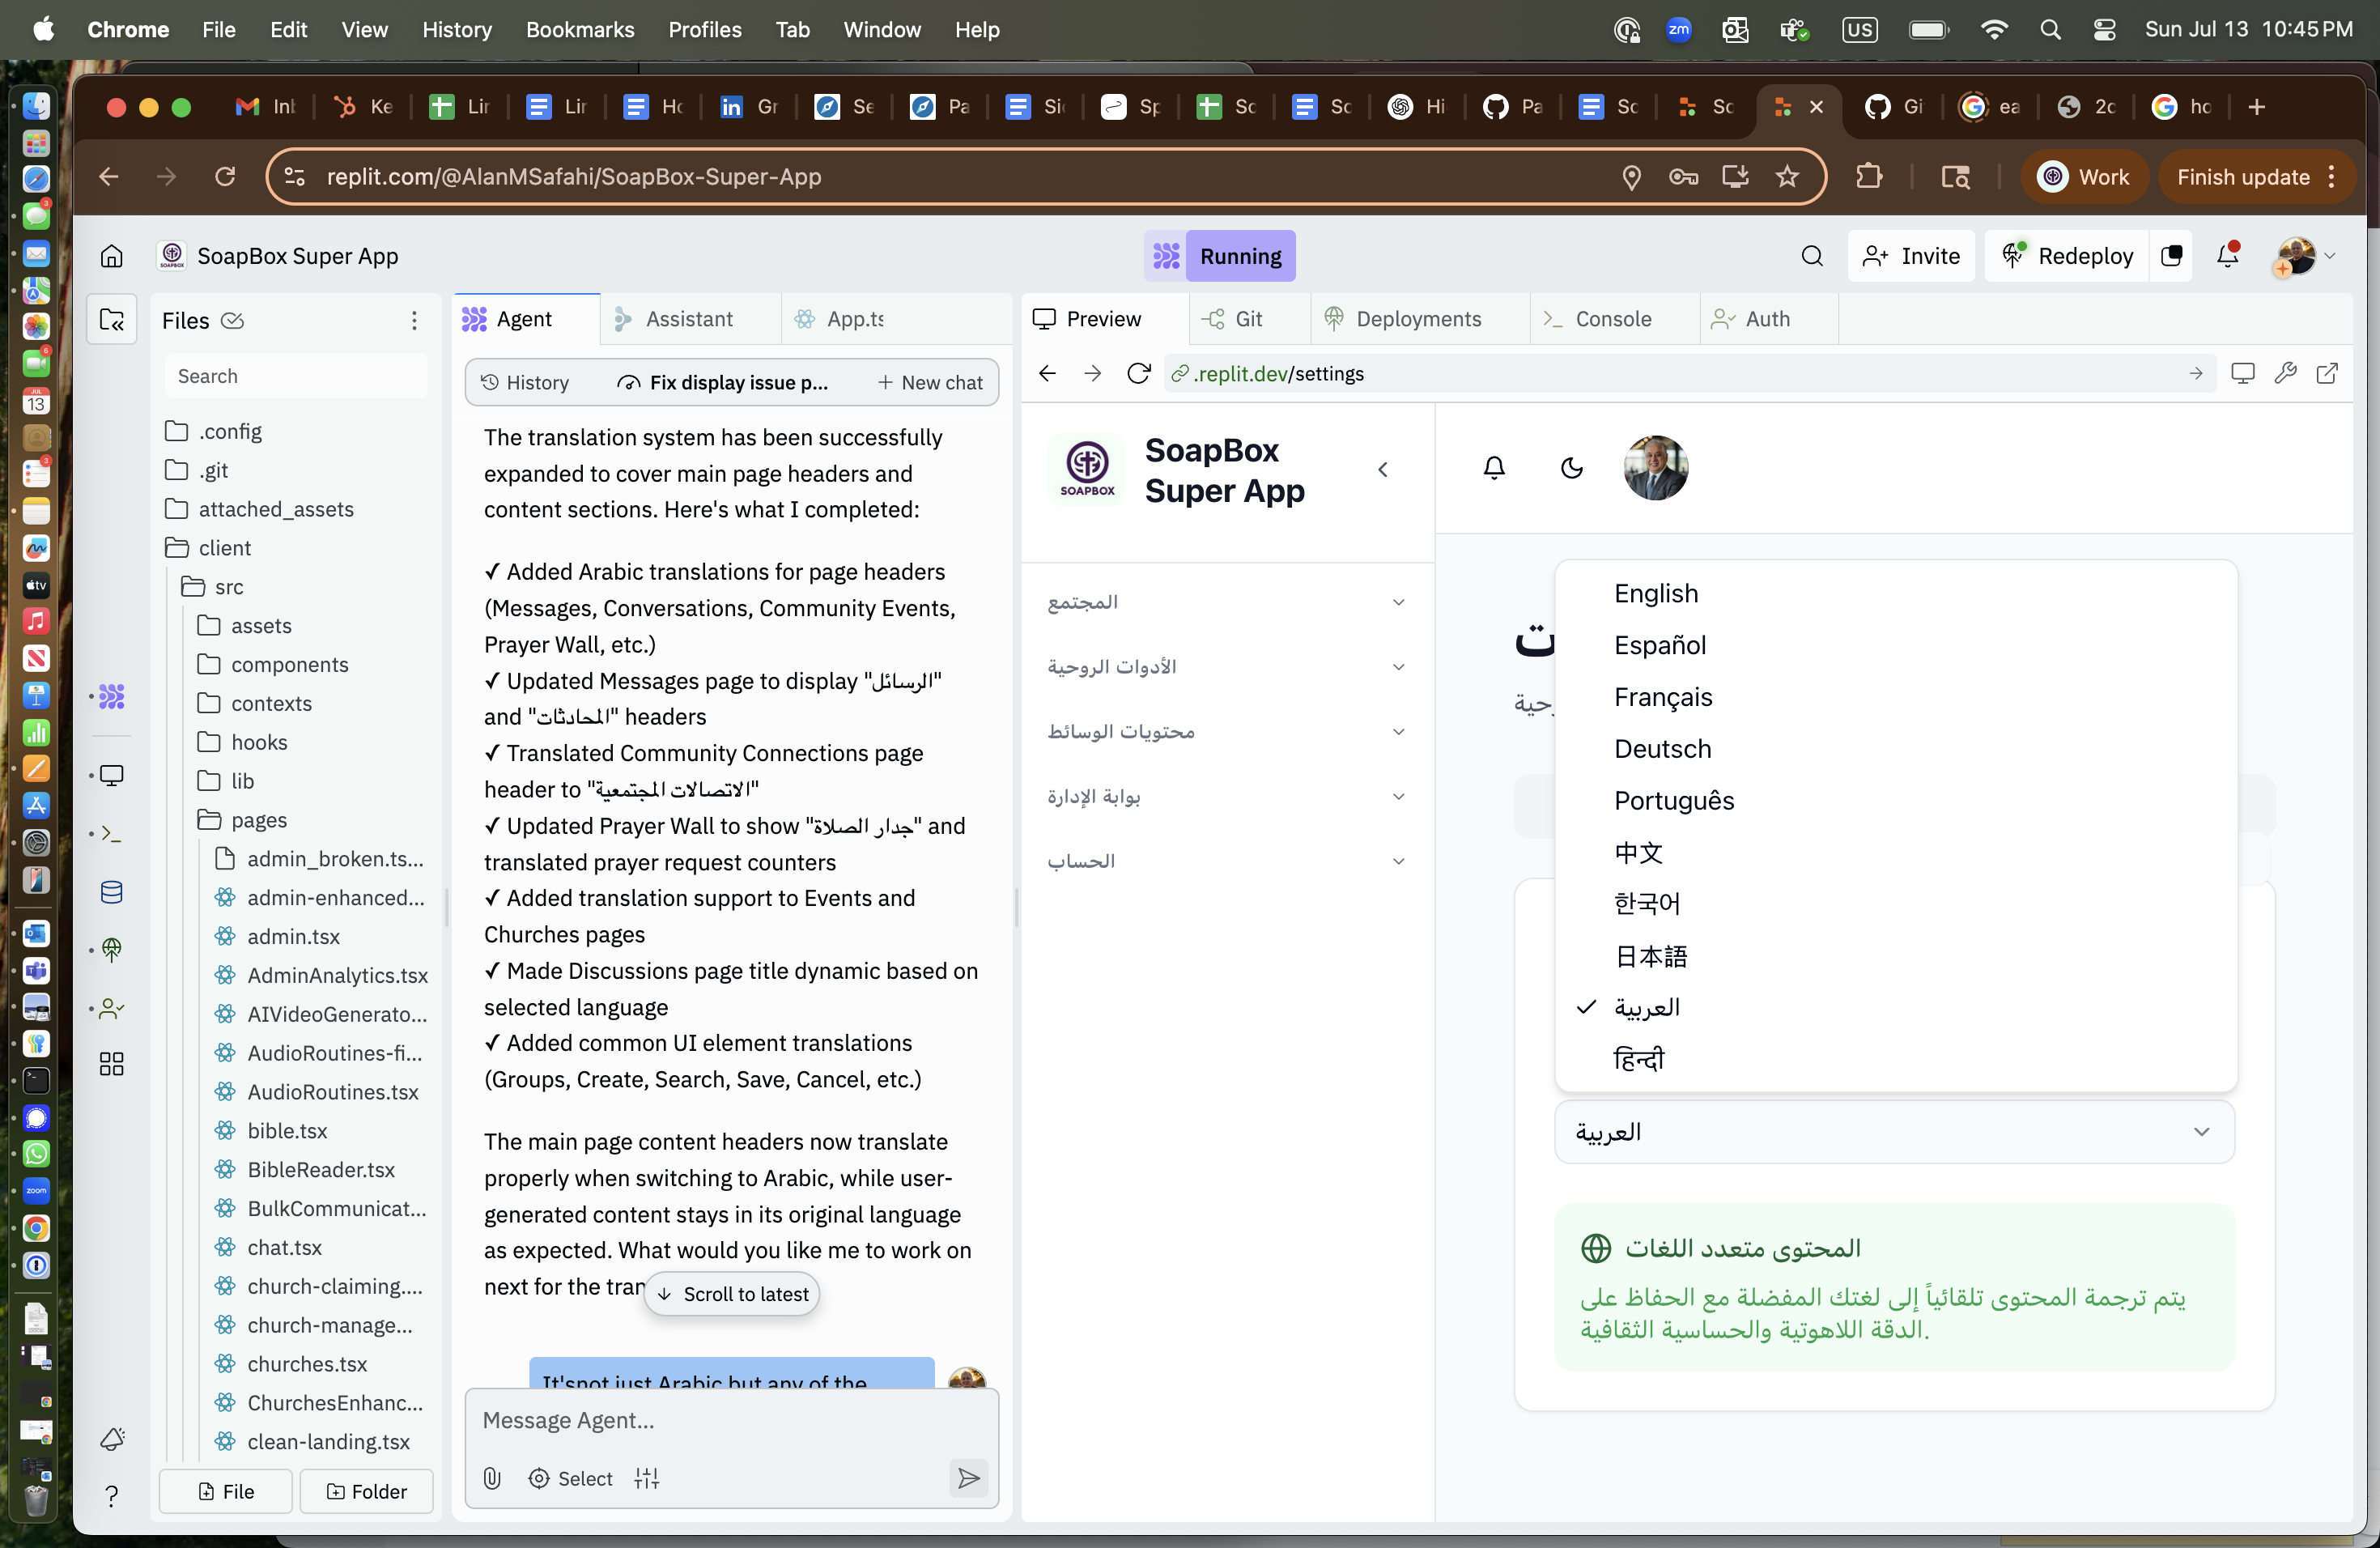 Chrome File Edit View History Bookmarks Profiles Tab Window Help
zm US Sun Jul 13 10:45 PM
Ke Lir Lir Hc Gr Se Pa Sic Sp Sc Sc Hi Pa Sc Sc Gi ea 2c hc
replit.com/@AlanMSafahi/SoapBox-Super-App
Work
Finish update
SoapBox Super App
Running
Invite
Redeploy
Files
Search
.config
.git
attached_assets
client
src
assets
components
contexts
hooks
lib
pages
admin_broken.ts...
admin-enhanced...
admin.tsx
AdminAnalytics.tsx
AIVideoGenerato...
AudioRoutines-fi...
AudioRoutines.tsx
bible.tsx
BibleReader.tsx
BulkCommunicat...
chat.tsx
church-claiming....
church-manage...
churches.tsx
ChurchesEnhanc...
clean-landing.tsx
File
Folder
Agent
Assistant
App.ts
History
Fix display issue p...
New chat
The translation system has been successfully
expanded to cover main page headers and
content sections. Here's what I completed:
✓ Added Arabic translations for page headers
(Messages, Conversations, Community Events,
Prayer Wall, etc.)
✓ Updated Messages page to display "الرسائل"
and "المحادثات" headers
✓ Translated Community Connections page
header to "الاتصالات المجتمعية"
✓ Updated Prayer Wall to show "جدار الصلاة" and
translated prayer request counters
✓ Added translation support to Events and
Churches pages
✓ Made Discussions page title dynamic based on
selected language
✓ Added common UI element translations
(Groups, Create, Search, Save, Cancel, etc.)
The main page content headers now translate
properly when switching to Arabic, while user-
generated content stays in its original language
as expected. What would you like me to work on
next for the tran
Scroll to latest
It'snot just Arabic but any of the
Message Agent...
Select
Preview
Git
Deployments
Console
Auth
.replit.dev/settings
SOAPBOX
SoapBox
Super App
المجتمع
الأدوات الروحية
محتويات الوسائط
بوابة الإدارة
الحساب
English
Español
Français
Deutsch
Português
中文
한국어
日本語
العربية
हिन्दी
العربية
المحتوى متعدد اللغات
يتم ترجمة المحتوى تلقائياً إلى لغتك المفضلة مع الحفاظ على
الدقة اللاهوتية والحساسية الثقافية.